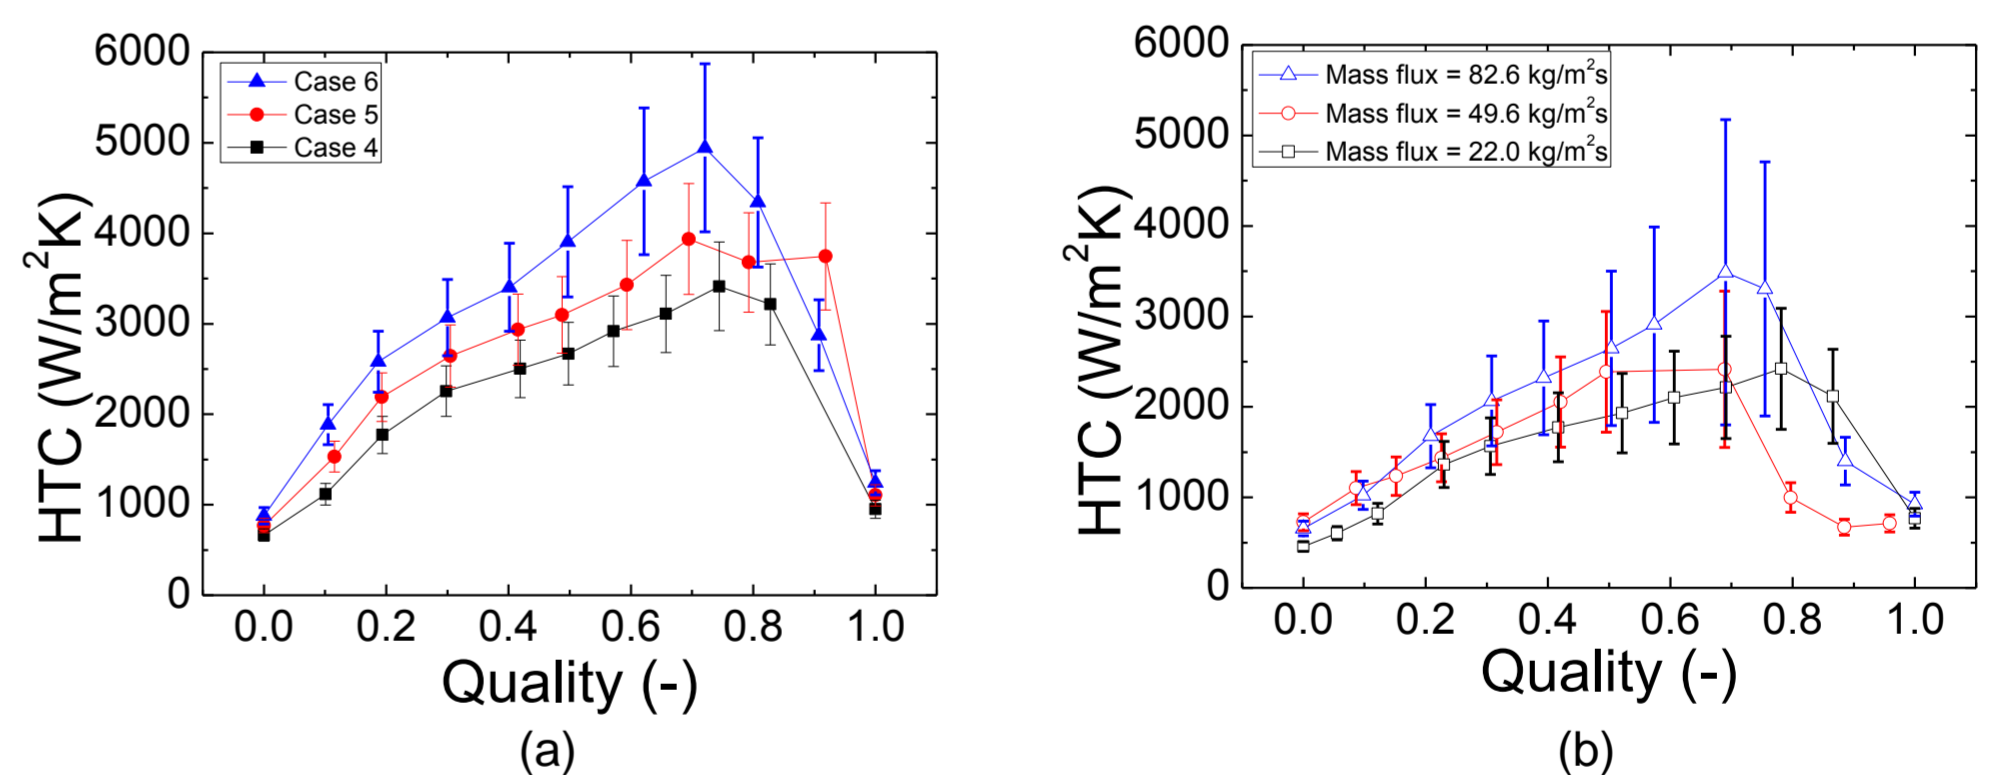 6000
5000
4000
3000
2000
1000
0
HTC (W/m²K)
Case 6
Case 5
Case 4
0.0 0.2 0.4 0.6 0.8 1.0
Quality (-)
(a)
6000
5000
4000
3000
2000
1000
0
HTC (W/m²K)
Mass flux = 82.6 kg/m²s
Mass flux = 49.6 kg/m²s
Mass flux = 22.0 kg/m²s
0.0 0.2 0.4 0.6 0.8 1.0
Quality (-)
(b)